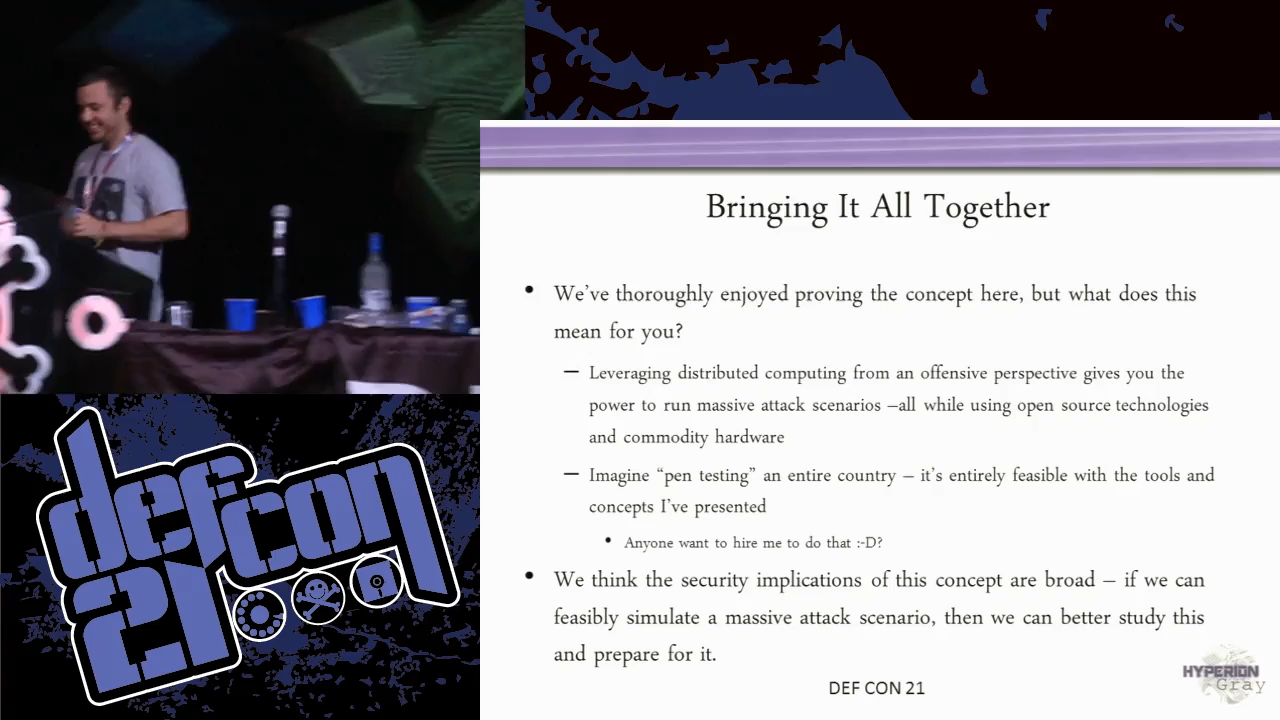 Bringing It All Together
• We've thoroughly enjoyed proving the concept here, but what does this
mean for you?
– Leveraging distributed computing from an offensive perspective gives you the
power to run massive attack scenarios –all while using open source technologies
and commodity hardware
– Imagine “pen testing” an entire country – it's entirely feasible with the tools and
concepts I've presented
• Anyone want to hire me to do that :-D?
• We think the security implications of this concept are broad – if we can
feasibly simulate a massive attack scenario, then we can better study this
and prepare for it.
DEF CON 21
HYPERION
Gray
defcon
21